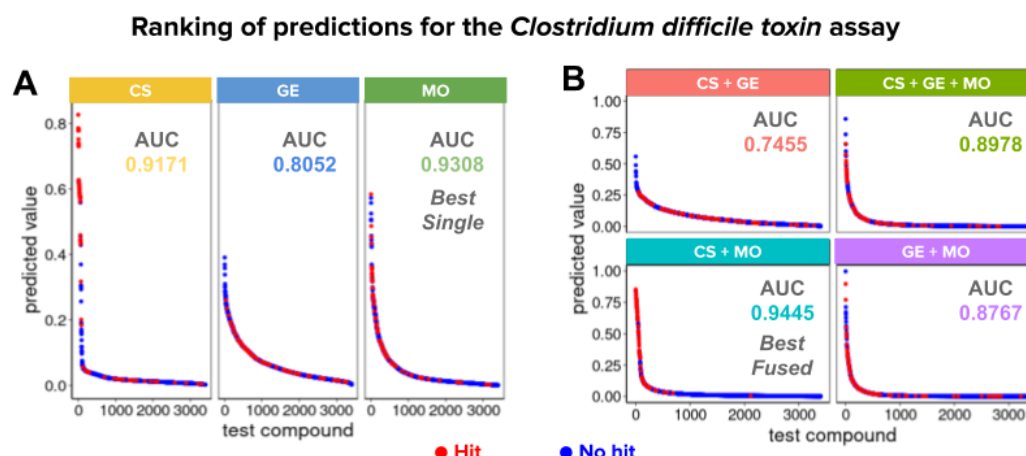 Ranking of predictions for the Clostridium difficile toxin assay
A
CS
GE
MO
predicted value
0.8
0.6
0.4
0.2
0.0
AUC
0.9171
AUC
0.8052
AUC
0.9308
Best
Single
0 1000 2000 3000
0 1000 2000 3000
0 1000 2000 3000
test compound
B
CS + GE
CS + GE + MO
predicted value
1.00
0.75
0.50
0.25
0.00
AUC
0.7455
AUC
0.8978
CS + MO
GE + MO
1.00
0.75
0.50
0.25
0.00
AUC
0.9445
Best
Fused
AUC
0.8767
0 1000 2000 3000
0 1000 2000 3000
test compound
Hit
No hit